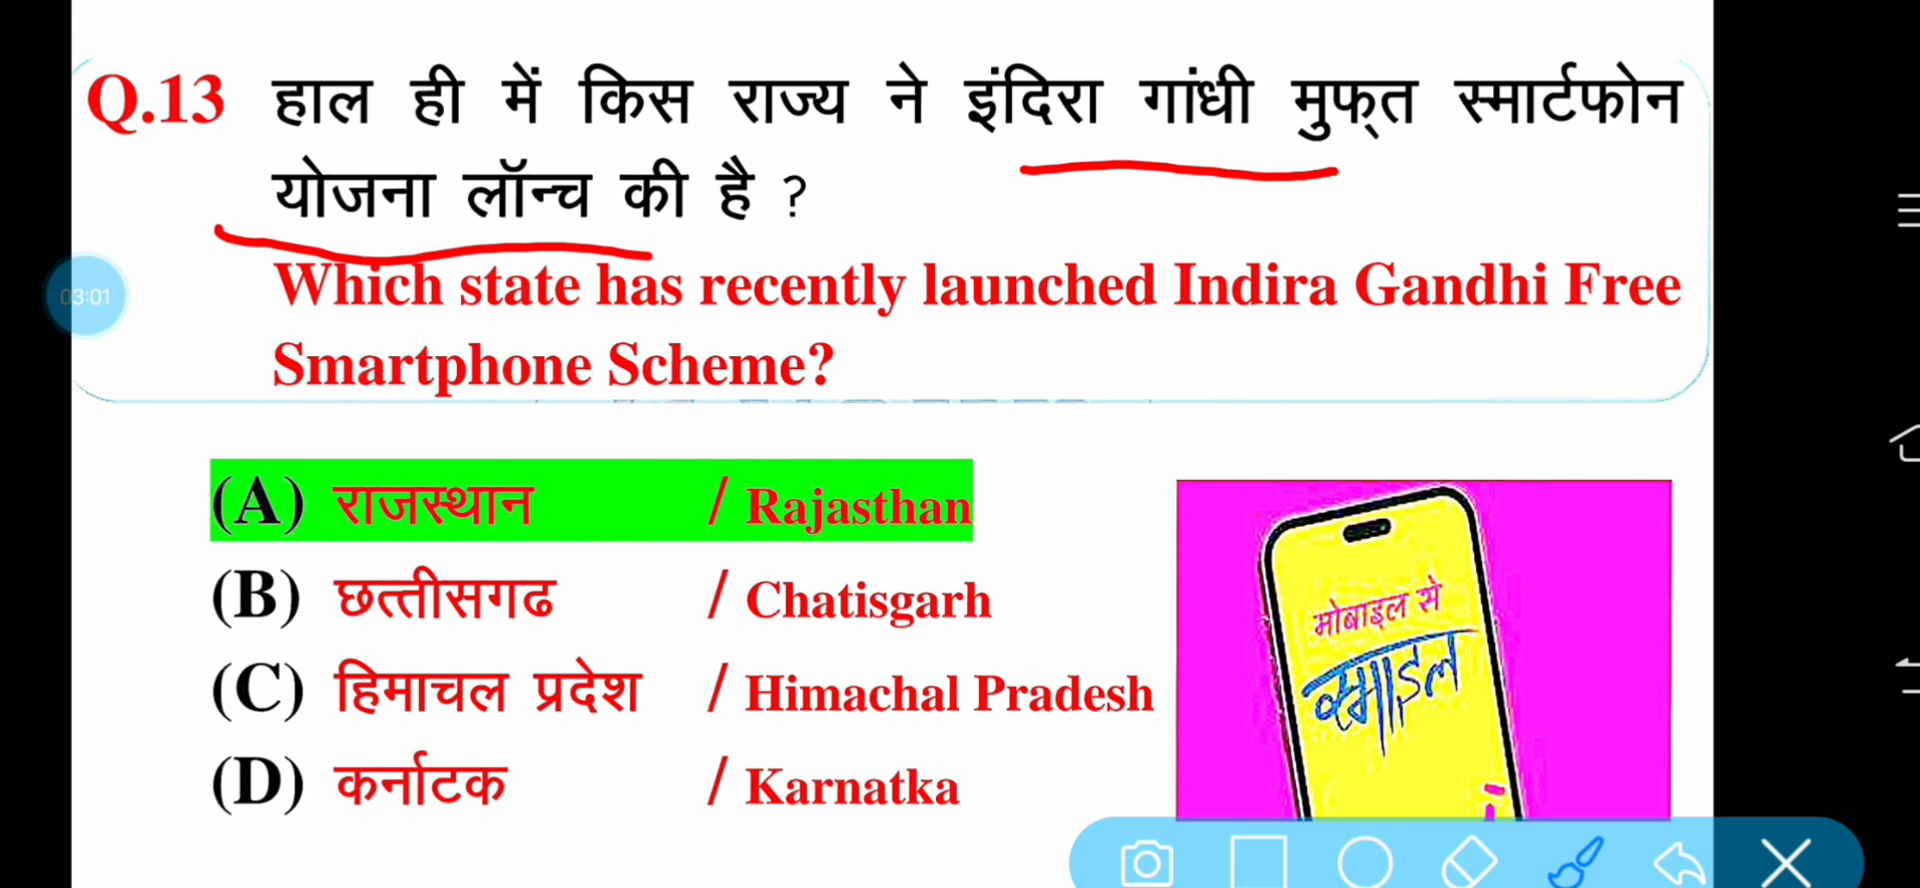 Q.13 हाल ही में किस राज्य ने इंदिरा गांधी मुफ्त स्मार्टफोन
योजना लॉन्च की है ?
Which state has recently launched Indira Gandhi Free
Smartphone Scheme?
03:01
(A) राजस्थान / Rajasthan
(B) छत्तीसगढ / Chatisgarh
(C) हिमाचल प्रदेश / Himachal Pradesh
(D) कर्नाटक / Karnatka
मोबाइल से
स्माइल